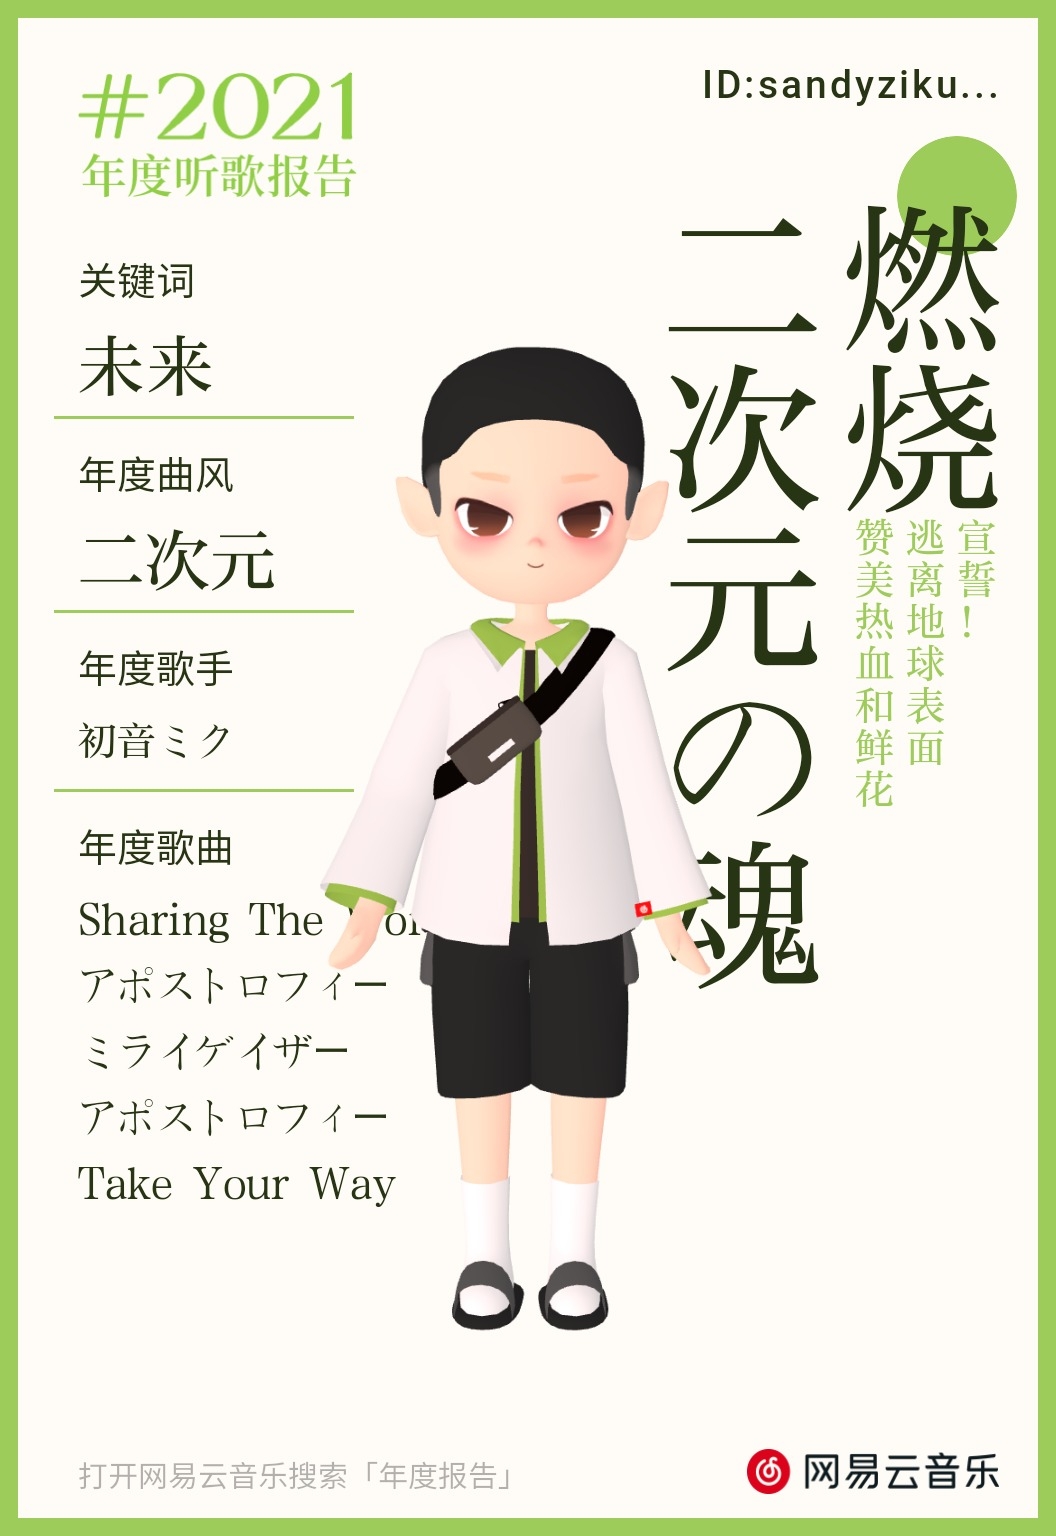 #2021
年度听歌报告
ID:sandyziku...
燃烧
二次元の魂
宣誓！
逃离地球表面
赞美热血和鲜花
关键词
未来
年度曲风
二次元
年度歌手
初音ミク
年度歌曲
Sharing The
アポストロフィー
ミライゲイザー
アポストロフィー
Take Your Way
打开网易云音乐搜索「年度报告」
网易云音乐